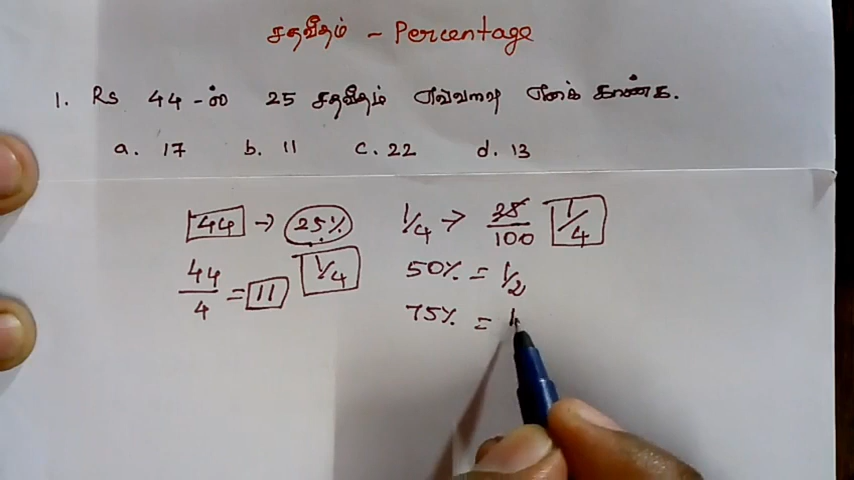 சதவீதம் - Percentage
1. Rs 44-ல் 25 சதவீதம் எவ்வளவு எனக் காண்க.
a. 17 b. 11 c. 22 d. 13
44 → 25% 1/4 → 25/100 1/4
44/4 = 11 1/4 50% = 1/2
75% =